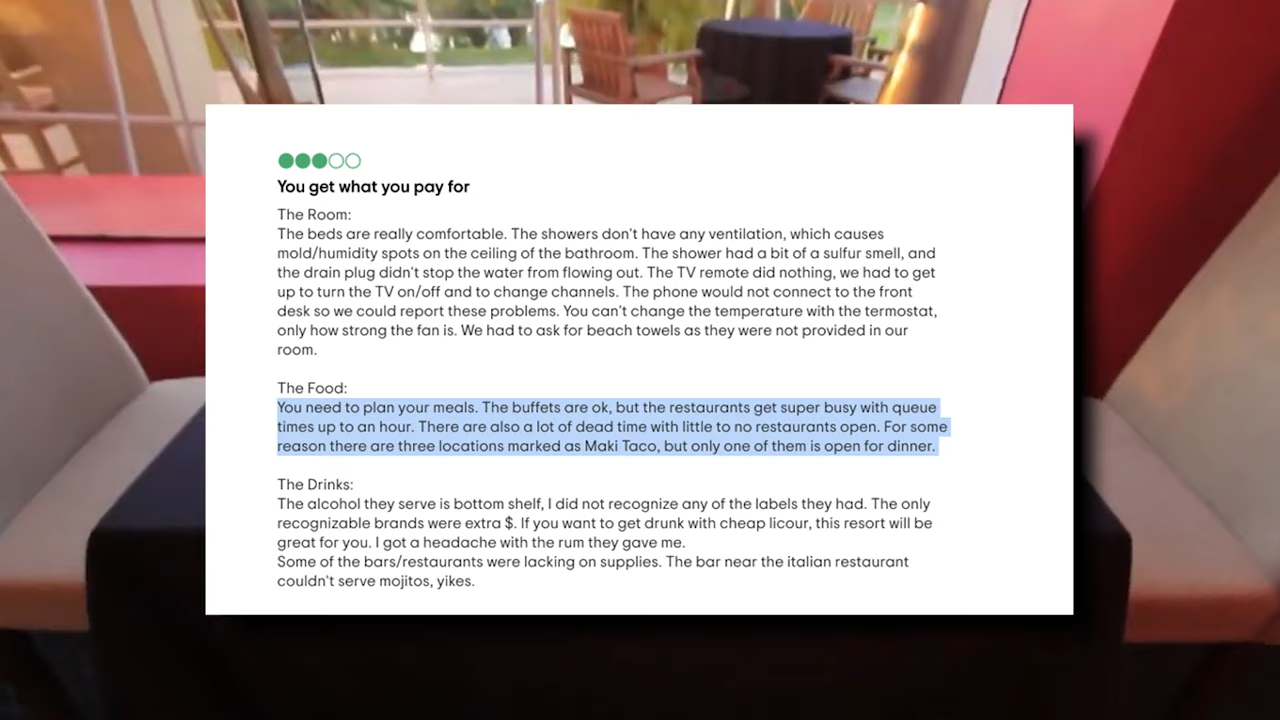 You get what you pay for
The Room:
The beds are really comfortable. The showers don't have any ventilation, which causes
mold/humidity spots on the ceiling of the bathroom. The shower had a bit of a sulfur smell, and
the drain plug didn't stop the water from flowing out. The TV remote did nothing, we had to get
up to turn the TV on/off and to change channels. The phone would not connect to the front
desk so we could report these problems. You can't change the temperature with the termostat,
only how strong the fan is. We had to ask for beach towels as they were not provided in our
room.
The Food:
You need to plan your meals. The buffets are ok, but the restaurants get super busy with queue
times up to an hour. There are also a lot of dead time with little to no restaurants open. For some
reason there are three locations marked as Maki Taco, but only one of them is open for dinner.
The Drinks:
The alcohol they serve is bottom shelf, I did not recognize any of the labels they had. The only
recognizable brands were extra $. If you want to get drunk with cheap licour, this resort will be
great for you. I got a headache with the rum they gave me.
Some of the bars/restaurants were lacking on supplies. The bar near the italian restaurant
couldn't serve mojitos, yikes.